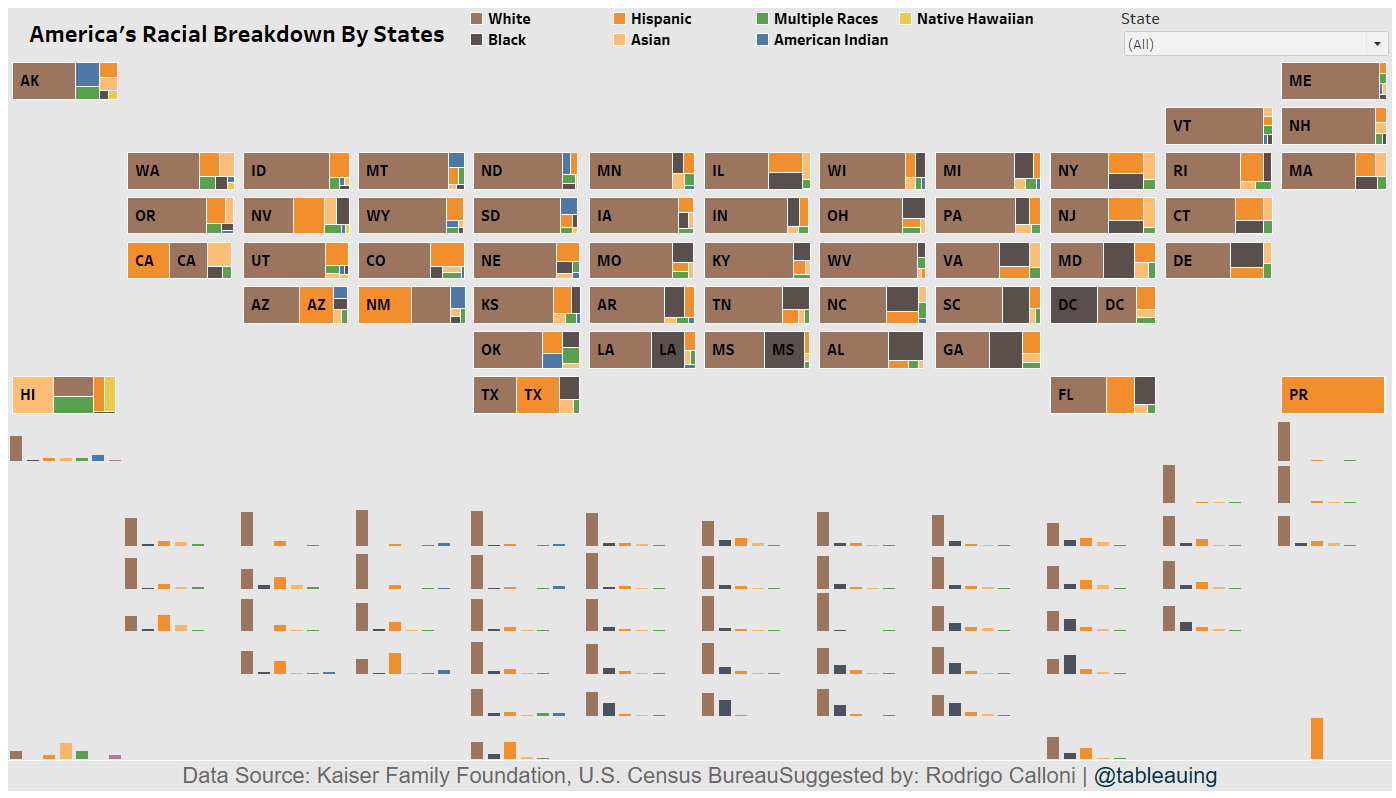 America's Racial Breakdown By States
White
Hispanic
Multiple Races
Native Hawaiian
Black
Asian
American Indian
State
(All)
AK
ME
VT
NH
WA
ID
MT
ND
MN
IL
WI
MI
NY
RI
MA
OR
NV
WY
SD
IA
IN
OH
PA
NJ
CT
CA
CA
UT
CO
NE
MO
KY
WV
VA
MD
DE
AZ
AZ
NM
KS
AR
TN
NC
SC
DC
DC
OK
LA
LA
MS
MS
AL
GA
HI
TX
TX
FL
PR
Data Source: Kaiser Family Foundation, U.S. Census BureauSuggested by: Rodrigo Calloni | @tableauing